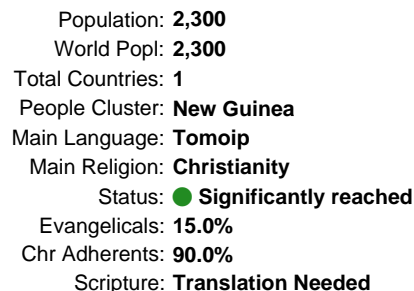 Population: 2,300
World Popl: 2,300
Total Countries: 1
People Cluster: New Guinea
Main Language: Tomoip
Main Religion: Christianity
Status: Significantly reached
Evangelicals: 15.0%
Chr Adherents: 90.0%
Scripture: Translation Needed